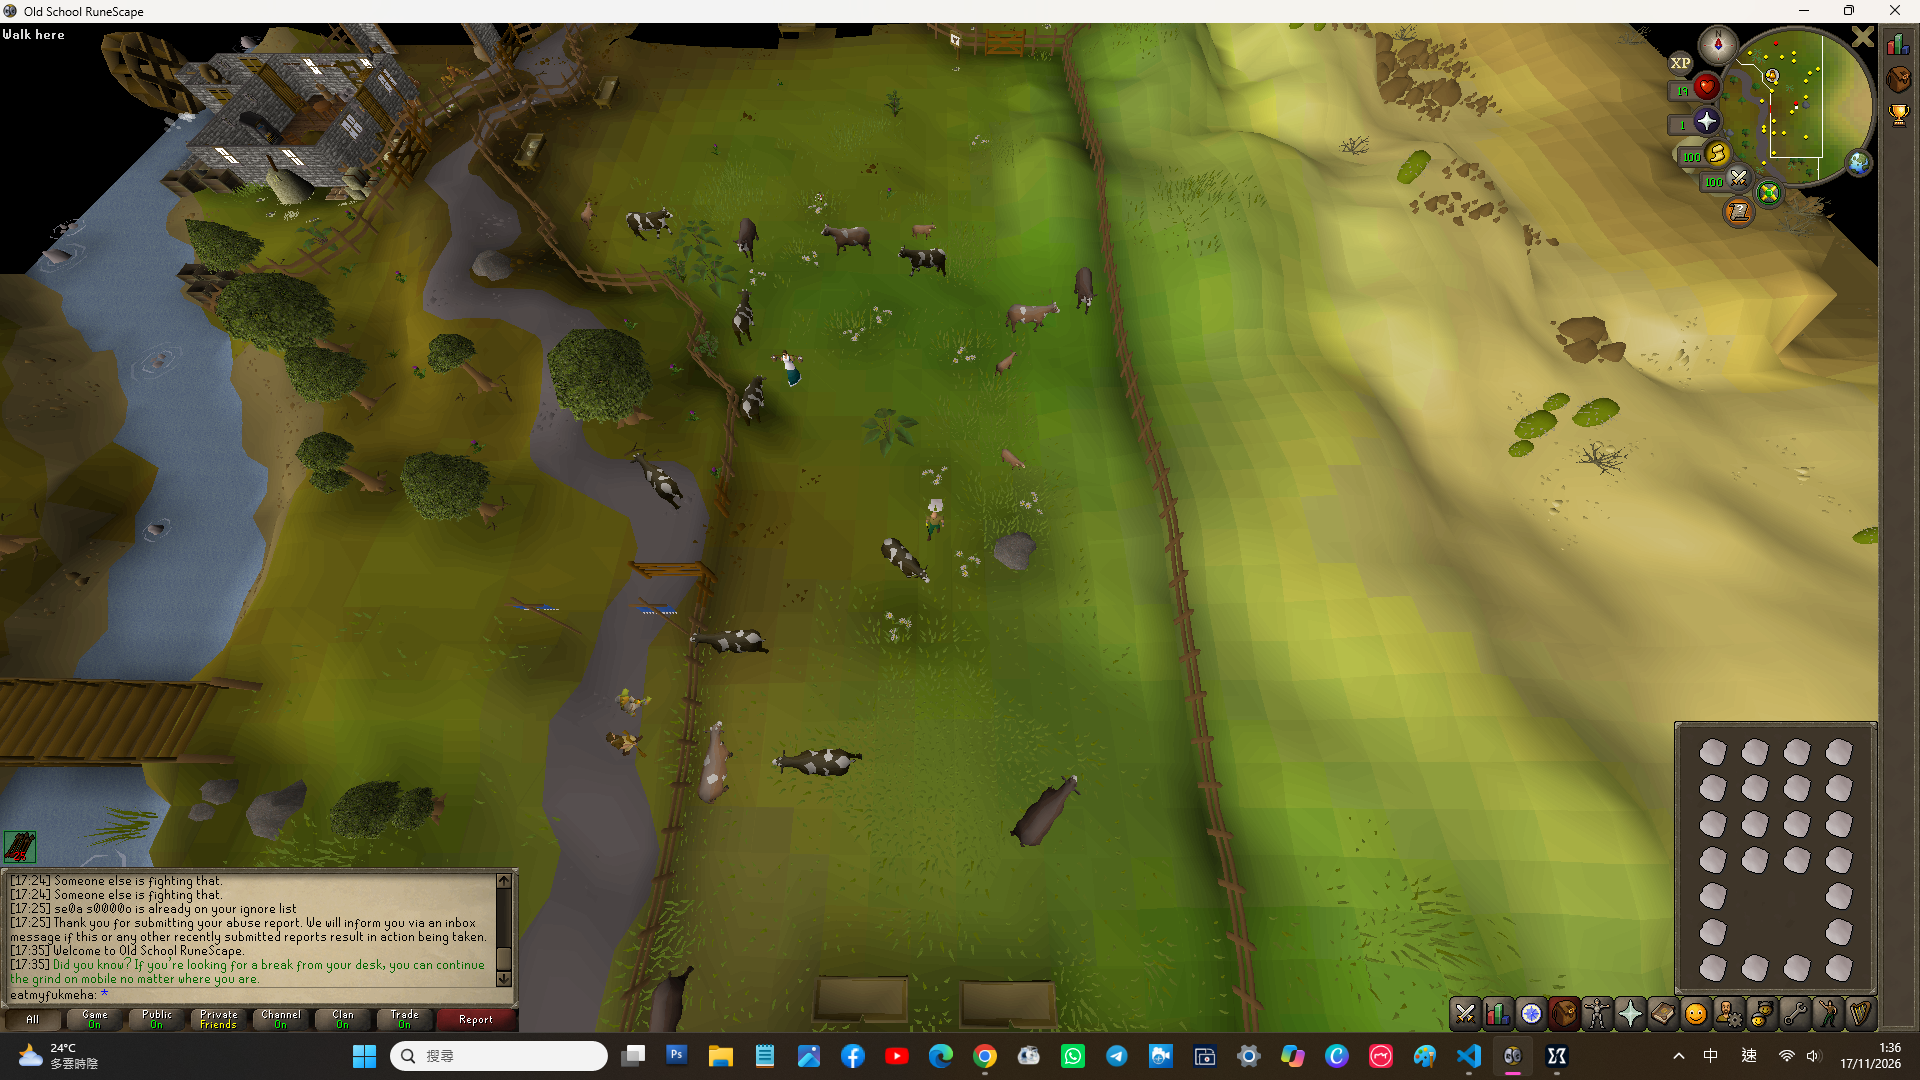 Old School RuneScape
Walk here
N
XP
19
1
100
100
[17:24] Someone else is fighting that.
[17:24] Someone else is fighting that.
[17:25] se0a s0000o is already on your ignore list
[17:25] Thank you for submitting your abuse report. We will inform you via an inbox
message if this or any other recently submitted reports result in action being taken.
[17:35] Welcome to Old School RuneScape.
[17:35] Did you know? If you're looking for a break from your desk, you can continue
the grind on mobile no matter where you are.
eatmyfukmeha: *
All
Game
On
Public
On
Private
Friends
Channel
On
Clan
On
Trade
On
Report
24°C
多雲時陰
搜尋
Ps
中
速
1:36
17/11/2026